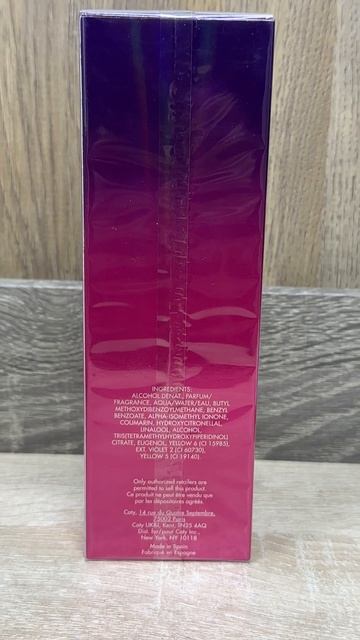 INGREDIENTS:
ALCOHOL DENAT., PARFUM/
FRAGRANCE, AQUA/WATER/EAU, BUTYL
METHOXYDIBENZOYLMETHANE, BENZYL
BENZOATE, ALPHA-ISOMETHYL IONONE,
COUMARIN, HYDROXYCITRONELLAL,
LINALOOL, ALCOHOL,
TRIS(TETRAMETHYLHYDROXYPIPERIDINOL)
CITRATE, EUGENOL, YELLOW 6 (CI 15985),
EXT. VIOLET 2 (CI 60730),
YELLOW 5 (CI 19140).
Only authorized retailers are
permitted to sell this product.
Ce produit ne peut être vendu que
par les dépositaires agréés.
Coty, 14 rue du Quatre Septembre,
75002 Paris
Coty UK&I, Kent, TN25 4AQ
Dist. for/pour Coty Inc.,
New York, NY 10118
Made in Spain
Fabriqué en Espagne